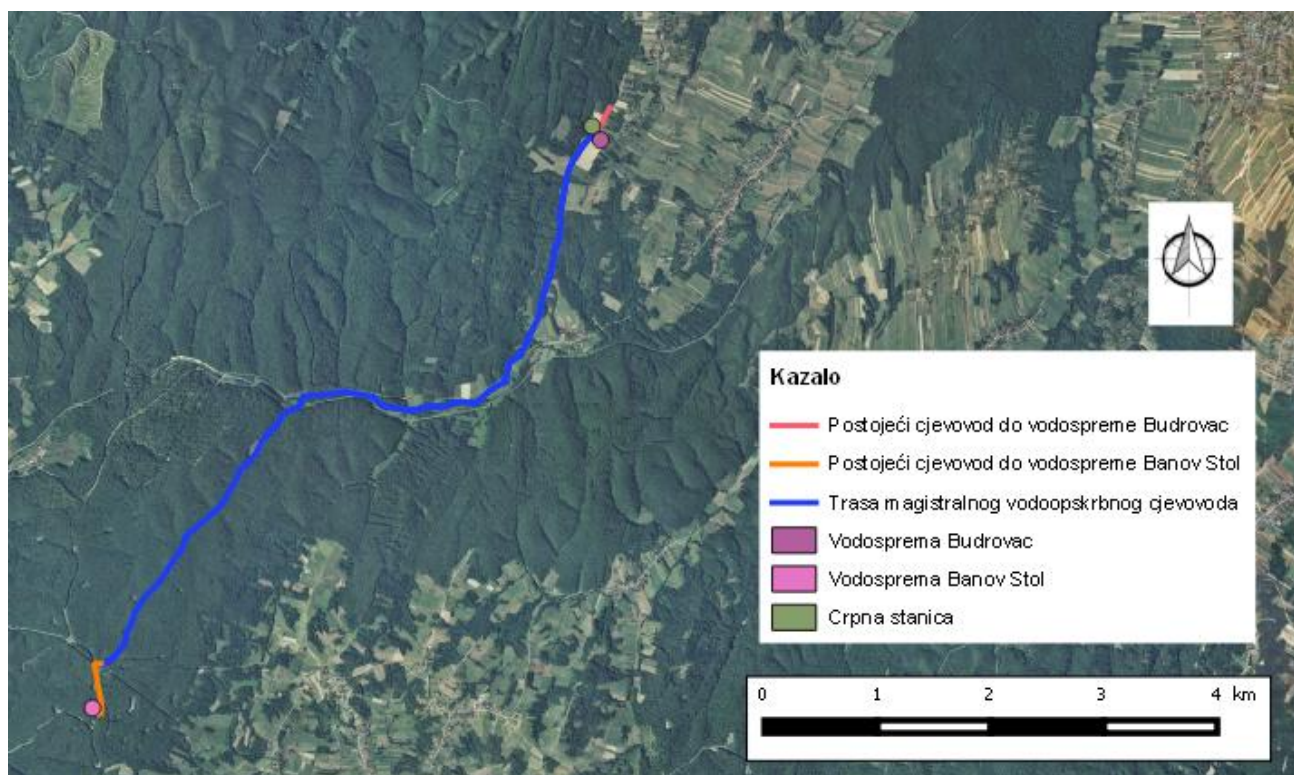 Kazalo
Postojeći cjevovod do vodospreme Budrovac
Postojeći cjevovod do vodospreme Banov Stol
Trasa magistralnog vodoopskrbnog cjevovoda
Vodosprema Budrovac
Vodosprema Banov Stol
Crpna stanica
0 1 2 3 4 km